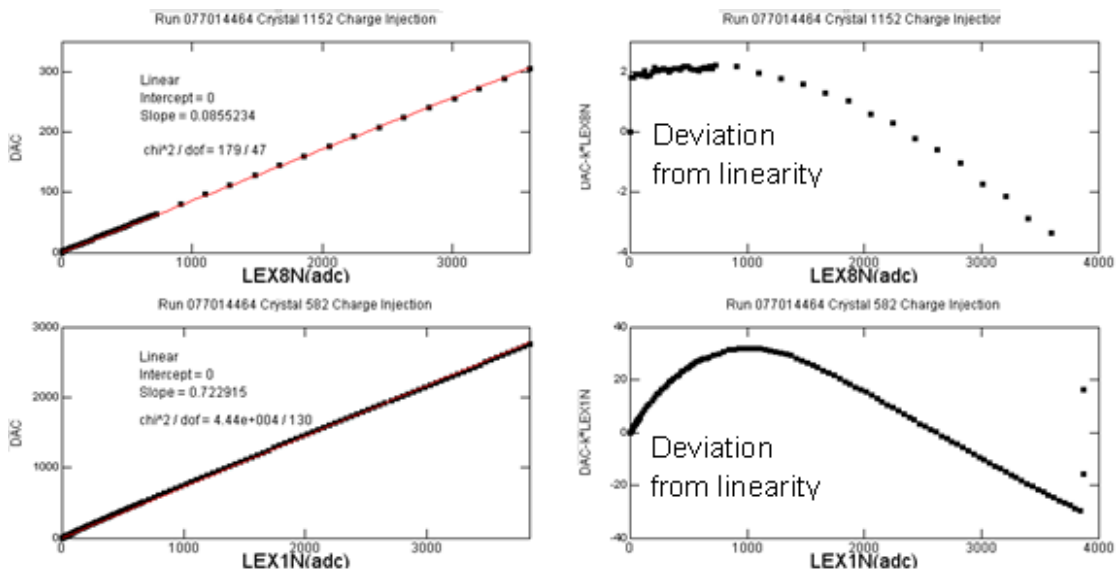 Run 077014464 Crystal 1152 Charge Injection
300
200
100
0
DAC
Linear
Intercept = 0
Slope = 0.0855234
chi^2 / dof = 179 / 47
0
1000
2000
3000
LEX8N(adc)
Run 077014464 Crystal 1152 Charge Injection
2
0
-2
-4
DAC-k*LEX8N
Deviation
from linearity
0
1000
2000
3000
4000
LEX8N(adc)
Run 077014464 Crystal 582 Charge Injection
3000
2000
1000
0
DAC
Linear
Intercept = 0
Slope = 0.722915
chi^2 / dof = 4.44e+004 / 130
0
1000
2000
3000
LEX1N(adc)
Run 077014464 Crystal 582 Charge Injection
40
20
0
-20
-40
DAC-k*LEX1N
Deviation
from linearity
0
1000
2000
3000
4000
LEX1N(adc)